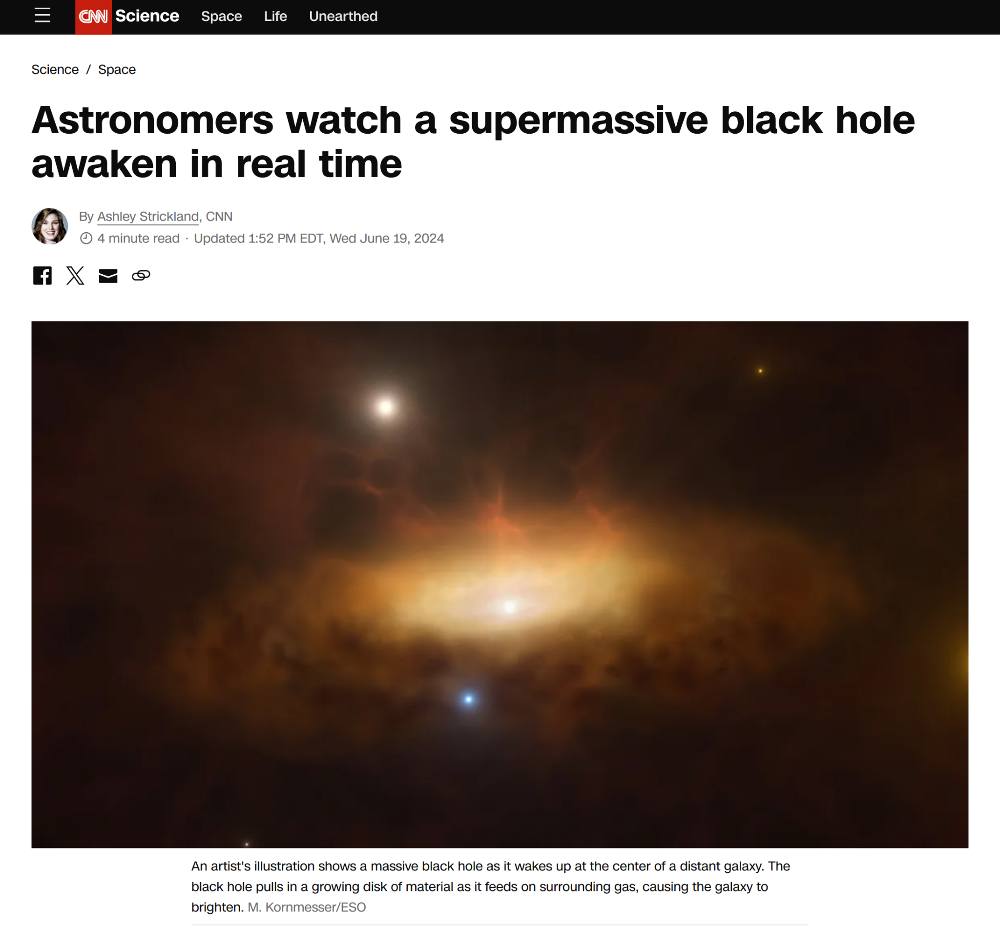 CNN Science Space Life Unearthed
Science / Space
Astronomers watch a supermassive black hole
awaken in real time
By Ashley Strickland, CNN
4 minute read · Updated 1:52 PM EDT, Wed June 19, 2024
An artist's illustration shows a massive black hole as it wakes up at the center of a distant galaxy. The
black hole pulls in a growing disk of material as it feeds on surrounding gas, causing the galaxy to
brighten. M. Kornmesser/ESO